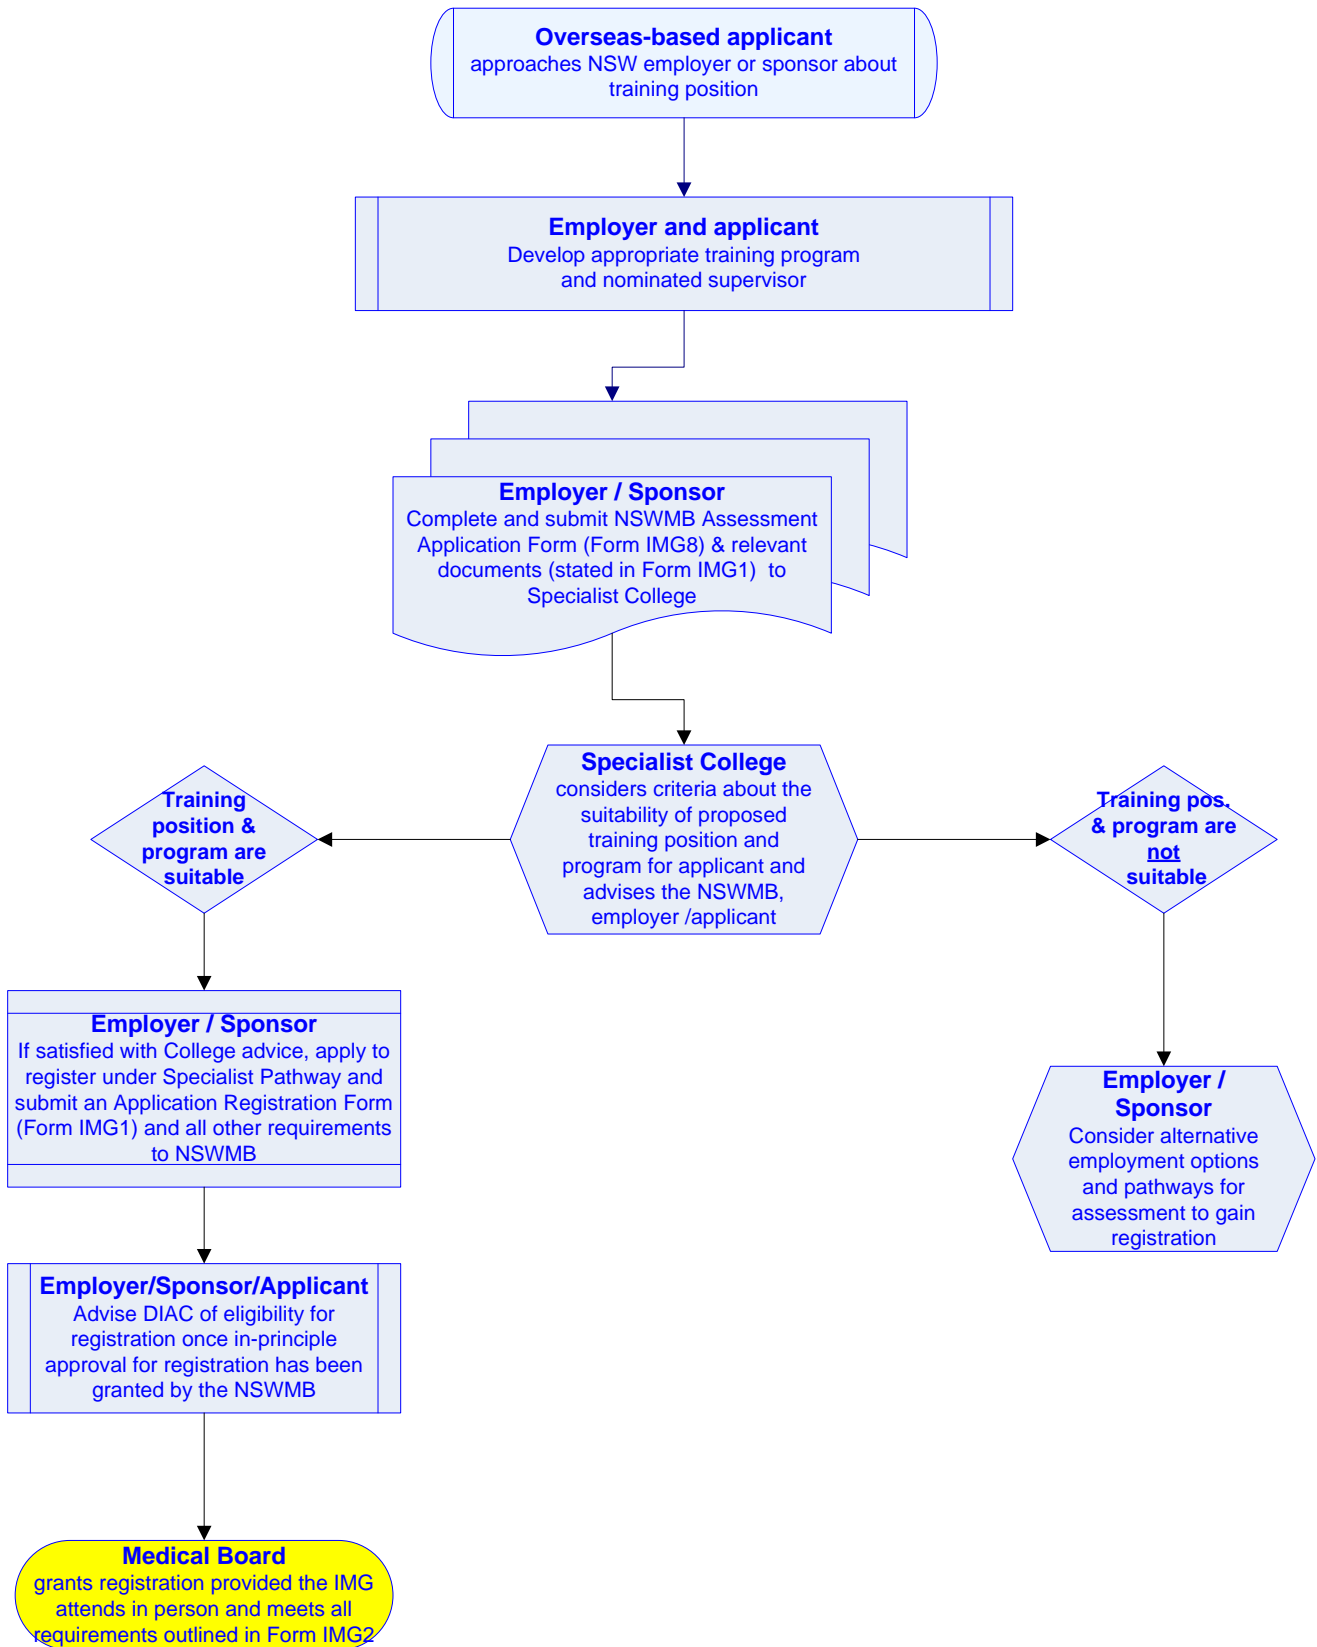 Overseas-based applicant
approaches NSW employer or sponsor about
training position
Employer and applicant
Develop appropriate training program
and nominated supervisor
Employer / Sponsor
Complete and submit NSWMB Assessment
Application Form (Form IMG8) & relevant
documents (stated in Form IMG1)  to
Specialist College
Specialist College
considers criteria about the
suitability of proposed
training position and
program for applicant and
advises the NSWMB,
employer /applicant
Training
position &
program are
suitable
Training pos.
& program are
not
suitable
Employer / Sponsor
If satisfied with College advice, apply to
register under Specialist Pathway and
submit an Application Registration Form
(Form IMG1) and all other requirements
to NSWMB
Employer /
Sponsor
Consider alternative
employment options
and pathways for
assessment to gain
registration
Employer/Sponsor/Applicant
Advise DIAC of eligibility for
registration once in-principle
approval for registration has been
granted by the NSWMB
Medical Board
grants registration provided the IMG
attends in person and meets all
requirements outlined in Form IMG2